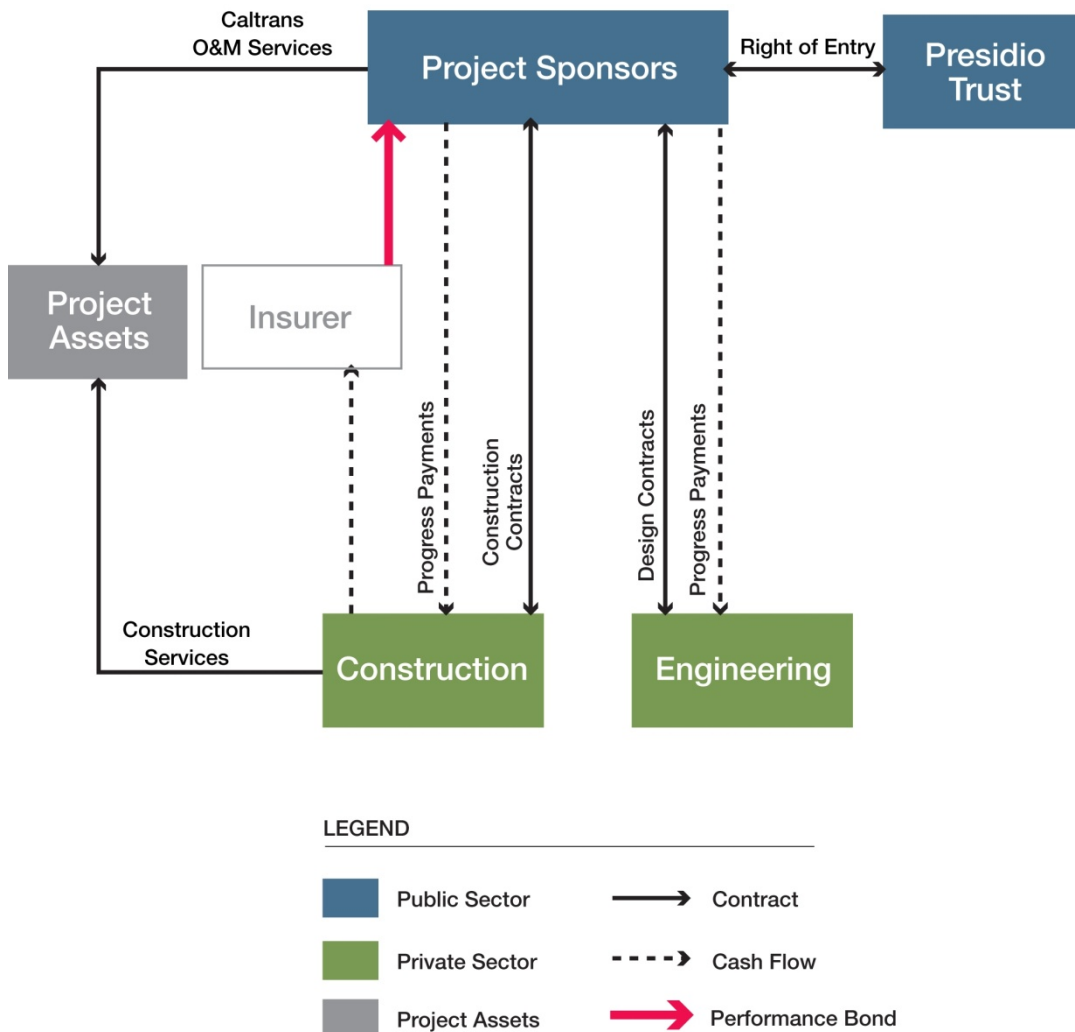 Caltrans
O&M Services
Project Sponsors
Right of Entry
Presidio
Trust
Project
Assets
Insurer
Progress Payments
Construction
Contracts
Design Contracts
Progress Payments
Construction
Services
Construction
Engineering
LEGEND
Public Sector
Contract
Private Sector
Cash Flow
Project Assets
Performance Bond